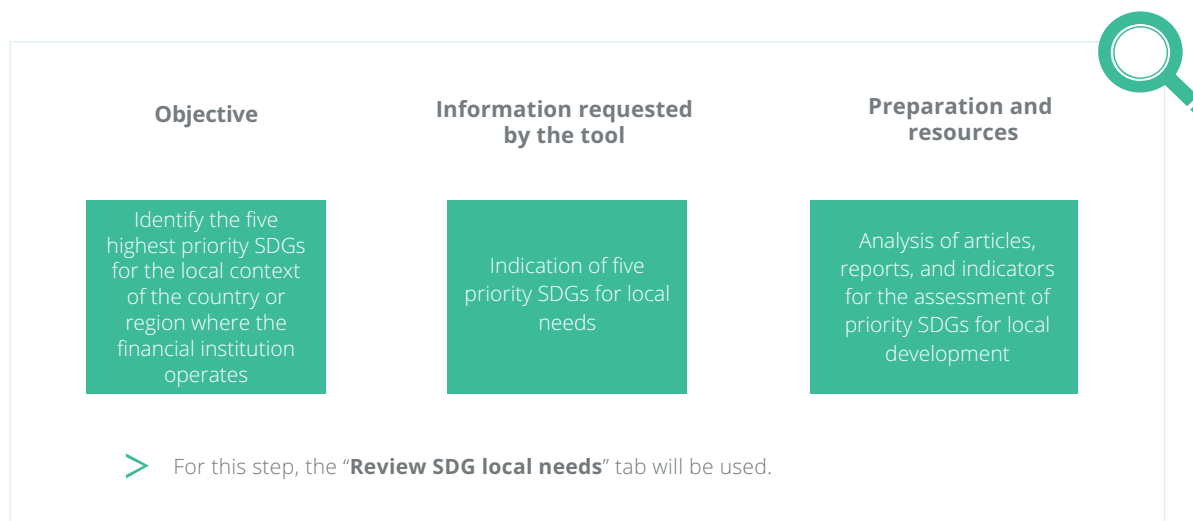 Objective
Information requested
by the tool
Preparation and
resources
Identify the five
highest priority SDGs
for the local context
of the country or
region where the
financial institution
operates
Indication of five
priority SDGs for local
needs
Analysis of articles,
reports, and indicators
for the assessment of
priority SDGs for local
development
> For this step, the “Review SDG local needs” tab will be used.